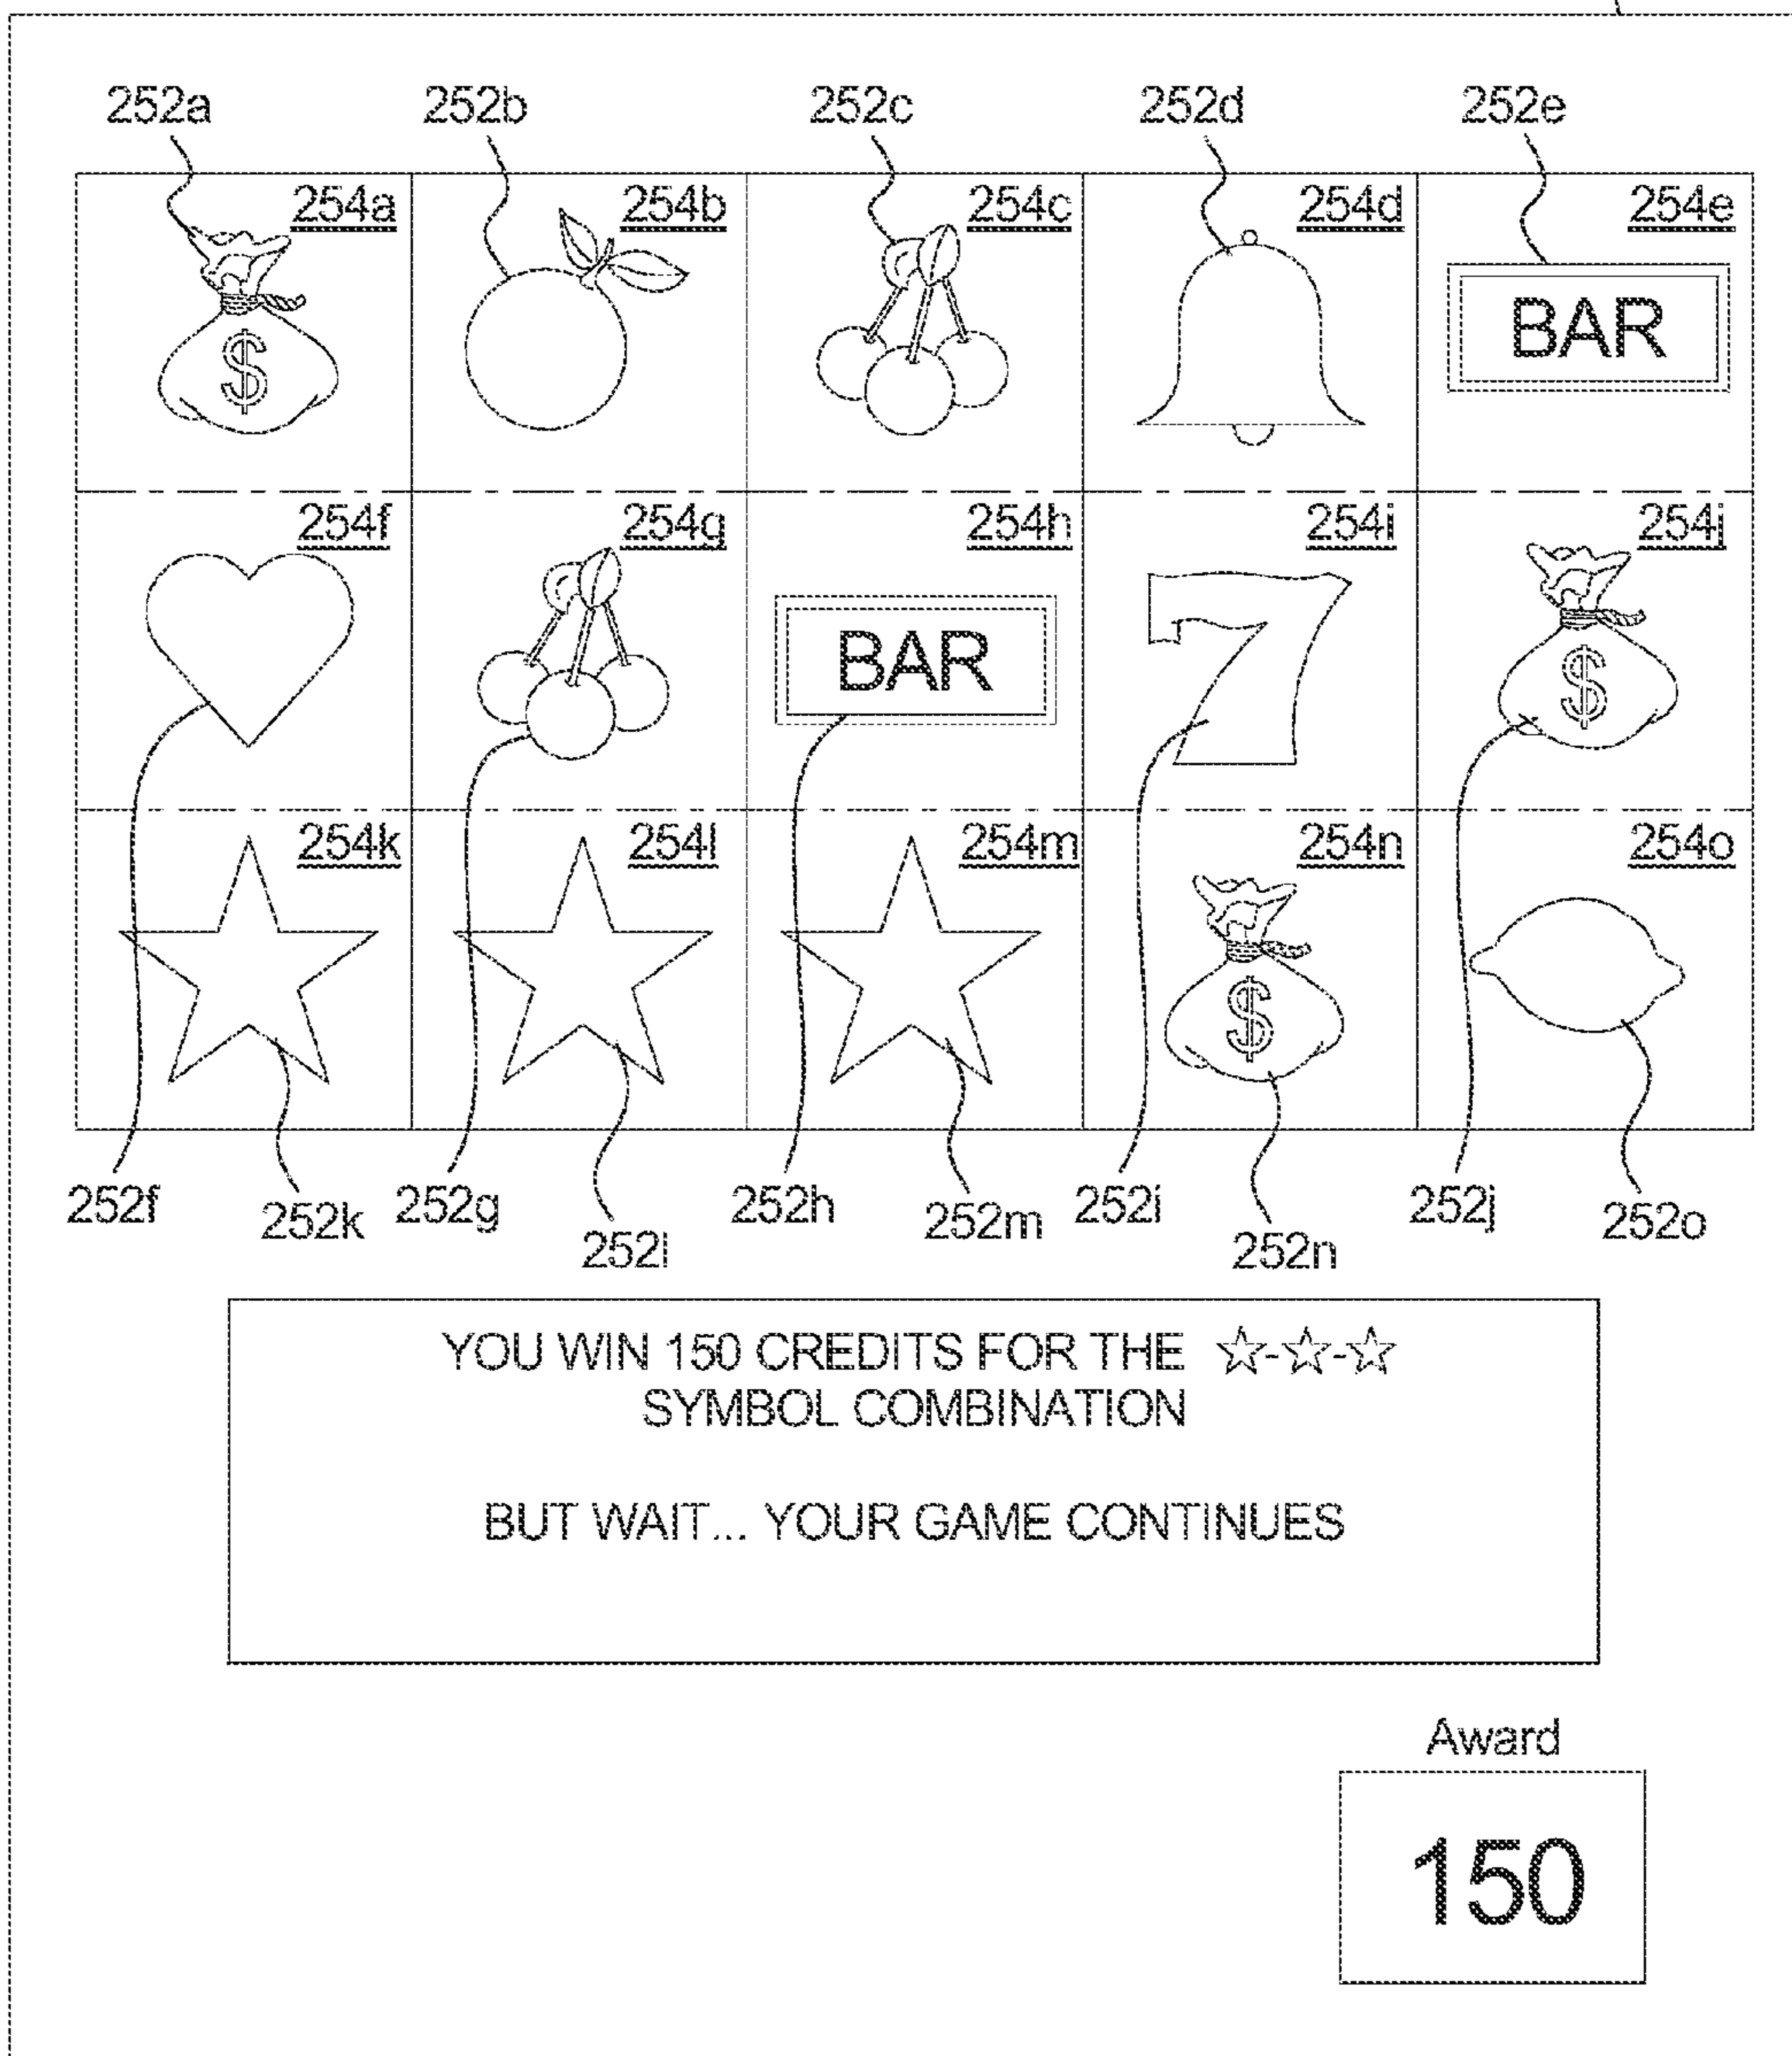 252a 252b 252c 252d 252e
254a 254b 254c 254d 254e
$ BAR
254f 254g 254h 254i 254j
BAR 7 $
254k 254l 254m 254n 254o
$
252f 252k 252g 252l 252h 252m 252i 252n 252j 252o
YOU WIN 150 CREDITS FOR THE ☆-☆-☆
SYMBOL COMBINATION
BUT WAIT... YOUR GAME CONTINUES
Award
150